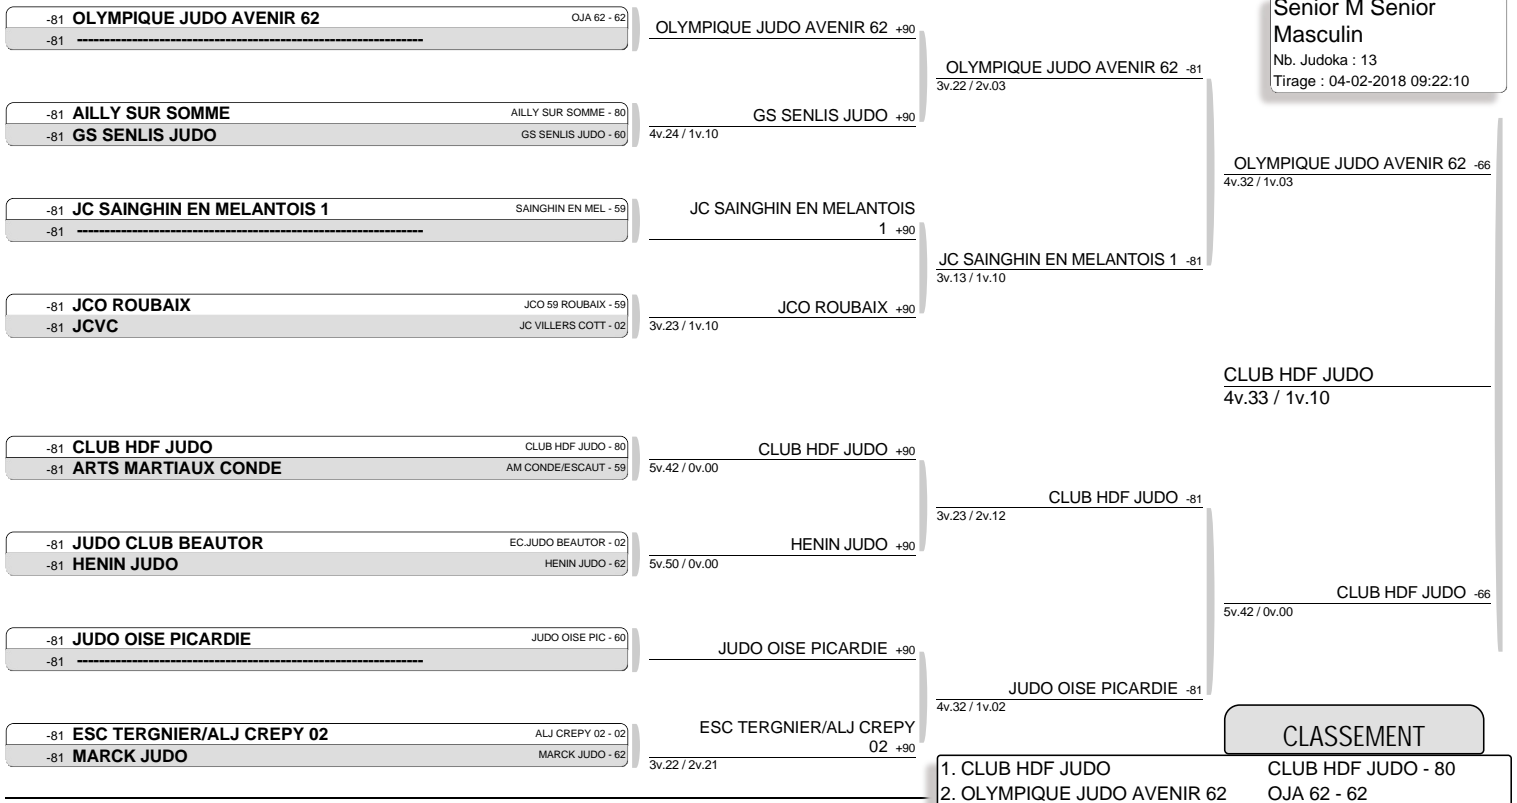 Senior M Senior
Masculin
Nb. Judoka : 13
Tirage : 04-02-2018 09:22:10
-81 OLYMPIQUE JUDO AVENIR 62 OJA 62 - 62
-81 ----------------------------------------------------------------
-81 AILLY SUR SOMME AILLY SUR SOMME - 80
-81 GS SENLIS JUDO GS SENLIS JUDO - 60
-81 JC SAINGHIN EN MELANTOIS 1 SAINGHIN EN MEL - 59
-81 ----------------------------------------------------------------
-81 JCO ROUBAIX JCO 59 ROUBAIX - 59
-81 JCVC JC VILLERS COTT - 02
-81 CLUB HDF JUDO CLUB HDF JUDO - 80
-81 ARTS MARTIAUX CONDE AM CONDE/ESCAUT - 59
-81 JUDO CLUB BEAUTOR EC.JUDO BEAUTOR - 02
-81 HENIN JUDO HENIN JUDO - 62
-81 JUDO OISE PICARDIE JUDO OISE PIC - 60
-81 ----------------------------------------------------------------
-81 ESC TERGNIER/ALJ CREPY 02 ALJ CREPY 02 - 02
-81 MARCK JUDO MARCK JUDO - 62
OLYMPIQUE JUDO AVENIR 62 +90
GS SENLIS JUDO +90
4v.24 / 1v.10
JC SAINGHIN EN MELANTOIS
1 +90
JCO ROUBAIX +90
3v.23 / 1v.10
CLUB HDF JUDO +90
5v.42 / 0v.00
HENIN JUDO +90
5v.50 / 0v.00
JUDO OISE PICARDIE +90
ESC TERGNIER/ALJ CREPY
02 +90
3v.22 / 2v.21
OLYMPIQUE JUDO AVENIR 62 -81
3v.22 / 2v.03
JC SAINGHIN EN MELANTOIS 1 -81
3v.13 / 1v.10
CLUB HDF JUDO -81
3v.23 / 2v.12
JUDO OISE PICARDIE -81
4v.32 / 1v.02
OLYMPIQUE JUDO AVENIR 62 -66
4v.32 / 1v.03
CLUB HDF JUDO
4v.33 / 1v.10
CLUB HDF JUDO -66
5v.42 / 0v.00
CLASSEMENT
1. CLUB HDF JUDO CLUB HDF JUDO - 80
2. OLYMPIQUE JUDO AVENIR 62 OJA 62 - 62